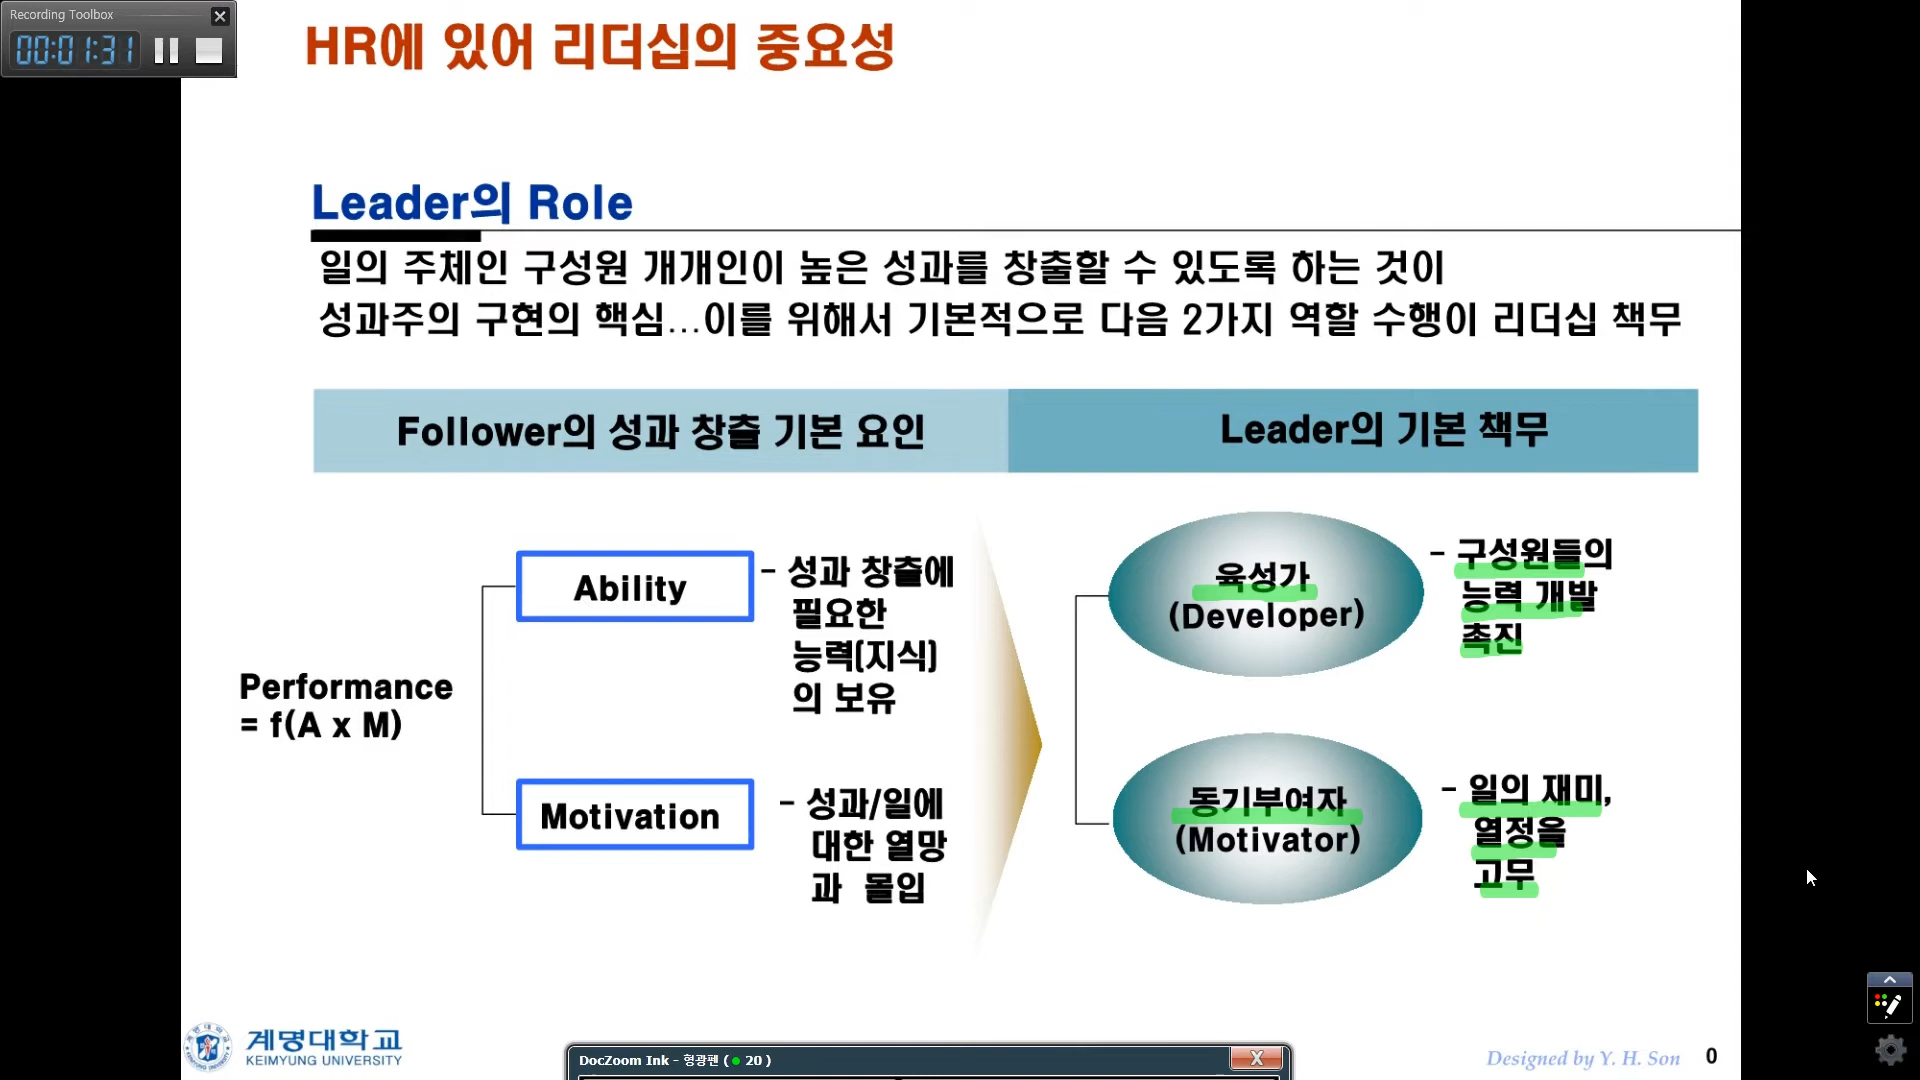 Recording Toolbox
00:01:31
HR에 있어 리더십의 중요성
Leader의 Role
일의 주체인 구성원 개개인이 높은 성과를 창출할 수 있도록 하는 것이
성과주의 구현의 핵심...이를 위해서 기본적으로 다음 2가지 역할 수행이 리더십 책무
Follower의 성과 창출 기본 요인
Leader의 기본 책무
Performance
= f(A x M)
Ability
- 성과 창출에
필요한
능력(지식)
의 보유
Motivation
- 성과/일에
대한 열망
과 몰입
육성가
(Developer)
- 구성원들의
능력 개발
촉진
동기부여자
(Motivator)
- 일의 재미,
열정을
고무
계명대학교
KEIMYUNG UNIVERSITY
DocZoom Ink - 형광펜 ( 20 )
Designed by Y. H. Son
0